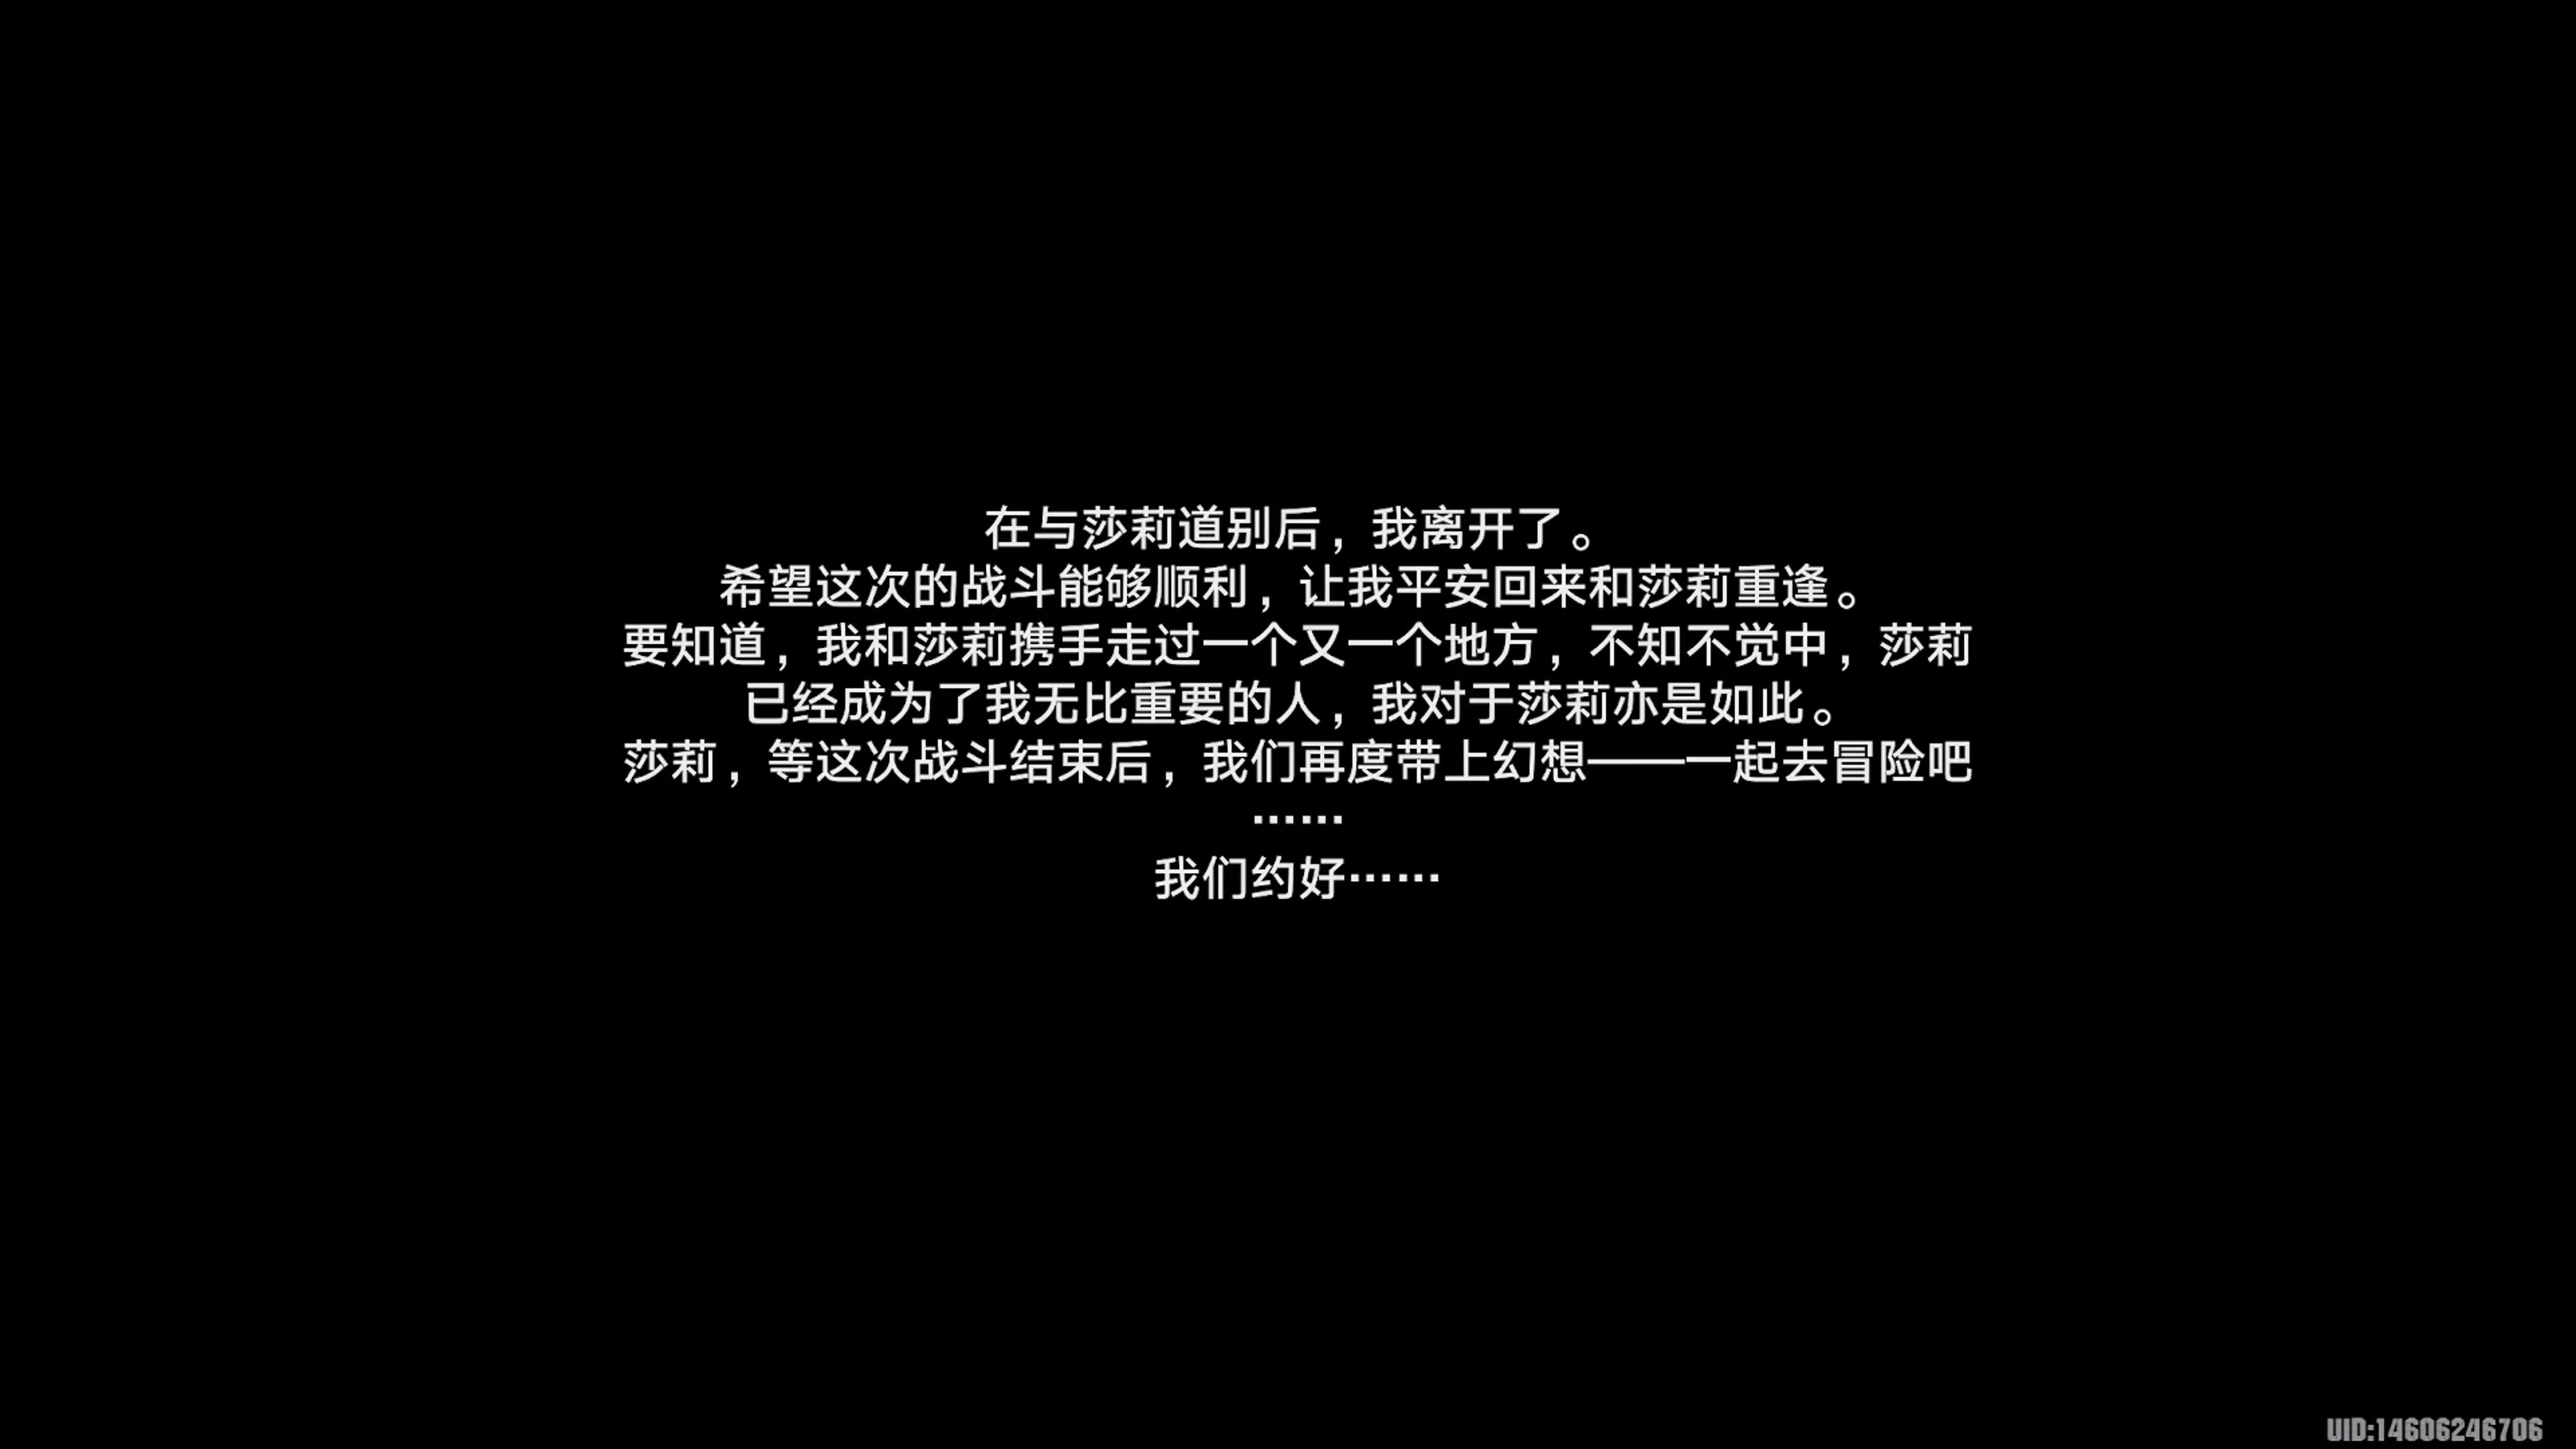 在与莎莉道别后，我离开了。
希望这次的战斗能够顺利，让我平安回来和莎莉重逢。
要知道，我和莎莉携手走过一个又一个地方，不知不觉中，莎莉
已经成为了我无比重要的人，我对于莎莉亦是如此。
莎莉，等这次战斗结束后，我们再度带上幻想——一起去冒险吧
……
我们约好……
UID:14606246706